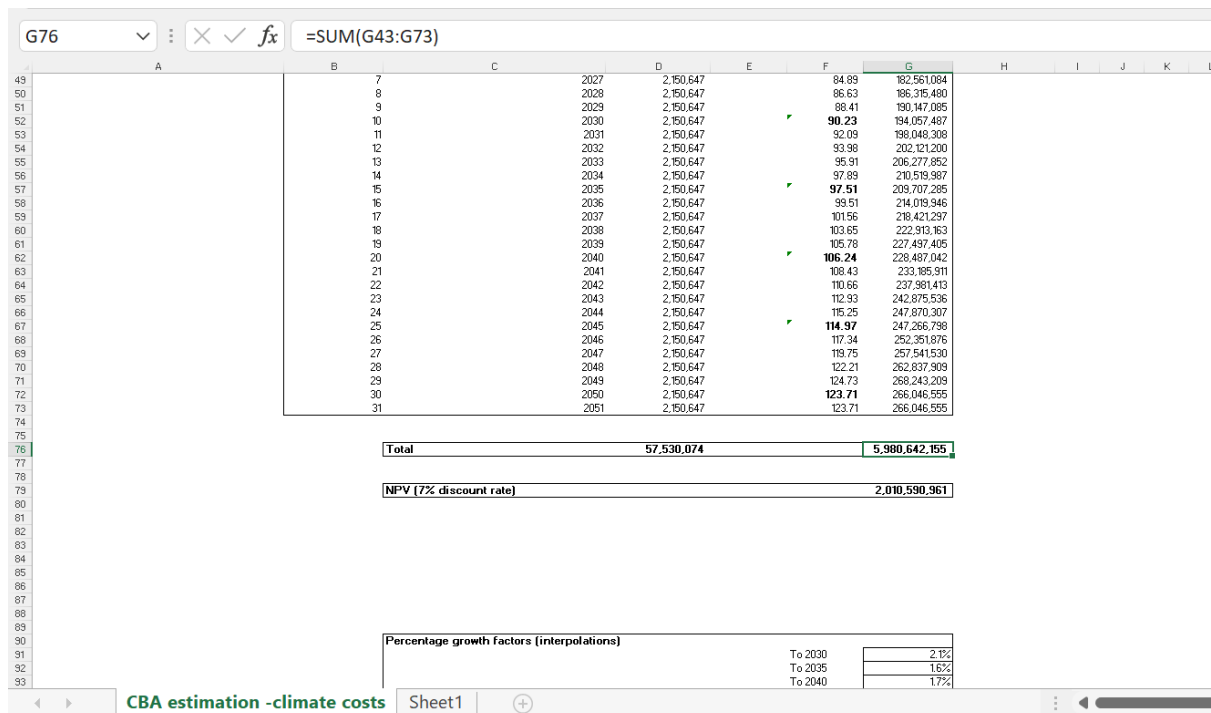 G76 fx =SUM(G43:G73)
A B C D E F G H I J K L
49 7 2027 2,150,647 84.89 182,561,084
50 8 2028 2,150,647 86.63 186,315,480
51 9 2029 2,150,647 88.41 190,147,085
52 10 2030 2,150,647 90.23 194,057,487
53 11 2031 2,150,647 92.09 198,048,308
54 12 2032 2,150,647 93.98 202,121,200
55 13 2033 2,150,647 95.91 206,277,852
56 14 2034 2,150,647 97.89 210,519,987
57 15 2035 2,150,647 97.51 209,707,285
58 16 2036 2,150,647 99.51 214,019,946
59 17 2037 2,150,647 101.56 218,421,297
60 18 2038 2,150,647 103.65 222,913,163
61 19 2039 2,150,647 105.78 227,497,405
62 20 2040 2,150,647 106.24 228,487,042
63 21 2041 2,150,647 108.43 233,185,911
64 22 2042 2,150,647 110.66 237,981,413
65 23 2043 2,150,647 112.93 242,875,536
66 24 2044 2,150,647 115.25 247,870,307
67 25 2045 2,150,647 114.97 247,266,798
68 26 2046 2,150,647 117.34 252,351,876
69 27 2047 2,150,647 119.75 257,541,530
70 28 2048 2,150,647 122.21 262,837,909
71 29 2049 2,150,647 124.73 268,243,209
72 30 2050 2,150,647 123.71 266,046,555
73 31 2051 2,150,647 123.71 266,046,555
74
75
76 Total 57,530,074 5,980,642,155
77
78
79 NPV (7% discount rate) 2,010,590,961
80
81
82
83
84
85
86
87
88
89
90 Percentage growth factors (interpolations)
91 To 2030 2.1%
92 To 2035 1.6%
93 To 2040 1.7%
CBA estimation -climate costs Sheet1